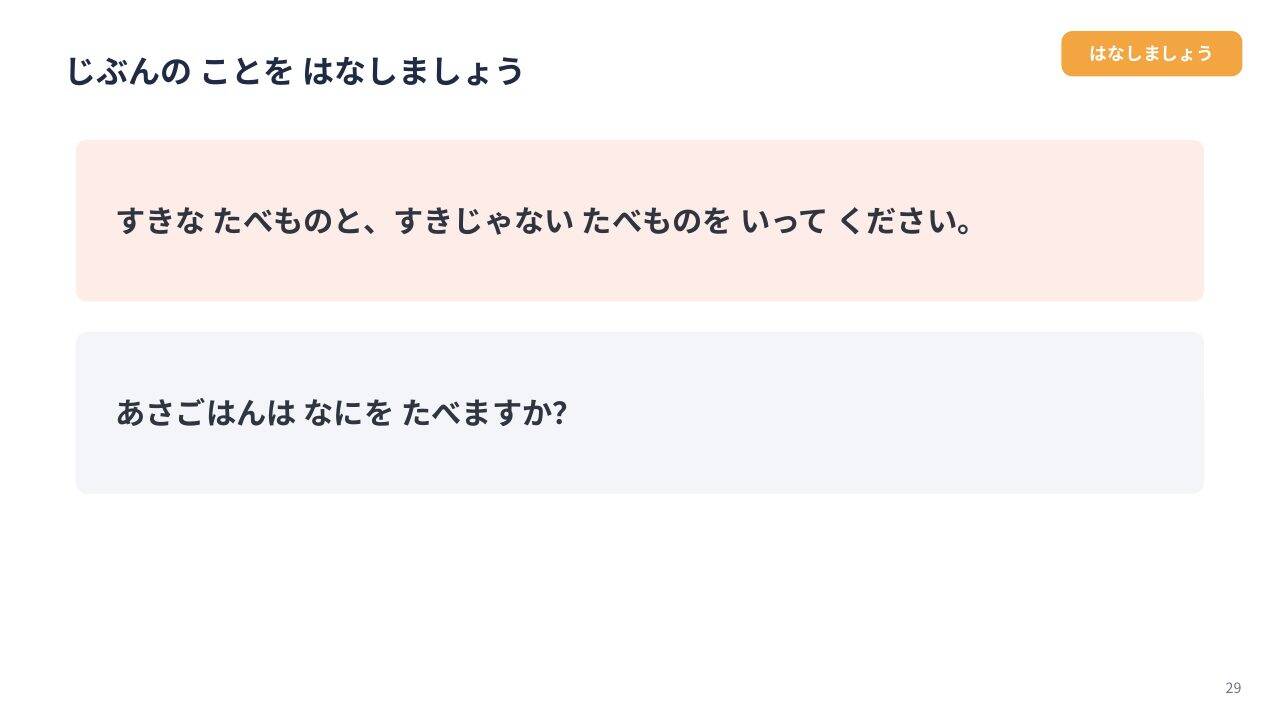 じぶんの ことを はなしましょう
はなしましょう
すきな たべものと、すきじゃない たべものを いって ください。
あさごはんは なにを たべますか?
29